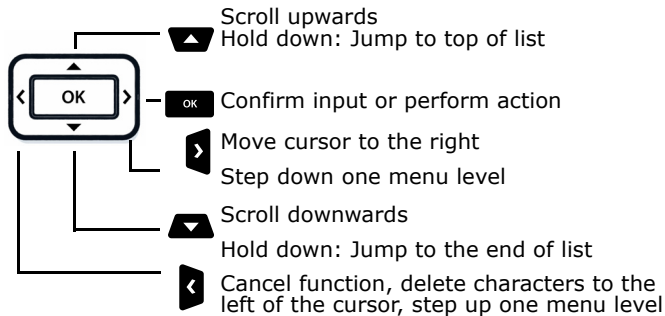 Scroll upwards
Hold down: Jump to top of list
OK
OK
Confirm input or perform action
Move cursor to the right
Step down one menu level
Scroll downwards
Hold down: Jump to the end of list
Cancel function, delete characters to the
left of the cursor, step up one menu level